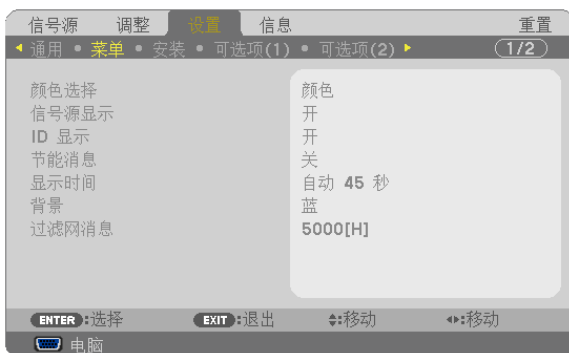 信号源 调整 设置 信息 重置
通用 • 菜单 • 安装 • 可选项(1) • 可选项(2) 1/2
颜色选择 颜色
信号源显示 开
ID 显示 开
节能消息 关
显示时间 自动 45 秒
背景 蓝
过滤网消息 5000[H]
ENTER:选择 EXIT:退出 :移动 :移动
电脑